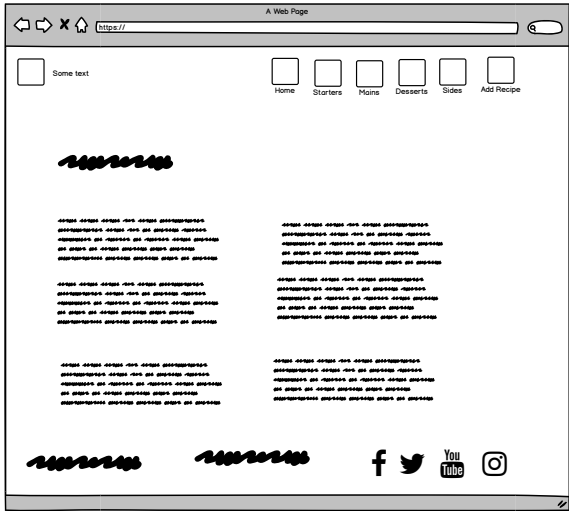 A Web Page
https://
Some text
Home Starters Mains Desserts Sides Add Recipe
You
Tube